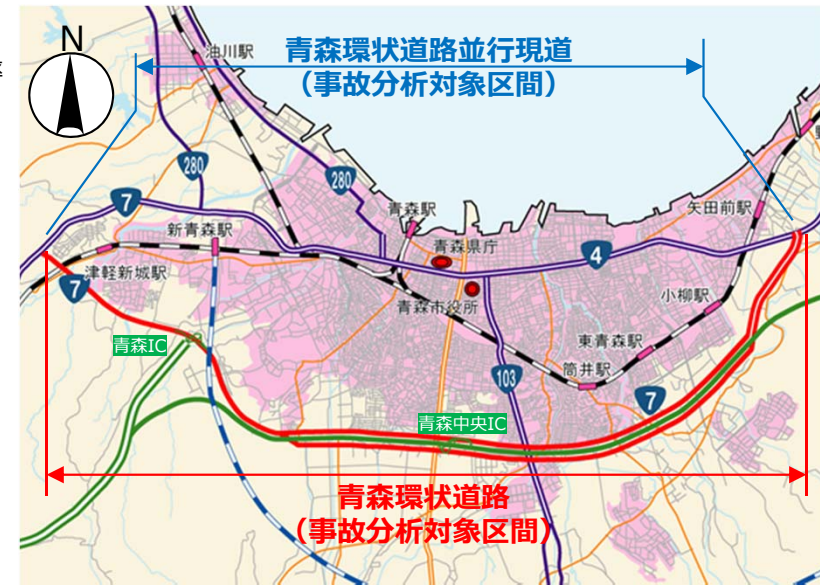 N
油川駅
青森環状道路並行現道
（事故分析対象区間）
280
280
7
新青森駅
青森駅
矢田前駅
青森県庁
4
津軽新城駅
7
青森市役所
小柳駅
青森IC
東青森駅
筒井駅
103
7
青森中央IC
青森環状道路
（事故分析対象区間）